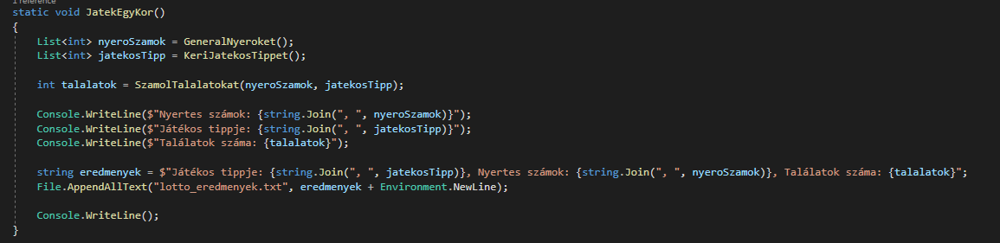 1 reference
static void JatekEgyKor()
{
List<int> nyeroSzamok = GeneralNyeroket();
List<int> jatekosTipp = KeriJatekosTippet();
int talalatok = SzamolTalalatokat(nyeroSzamok, jatekosTipp);
Console.WriteLine($"Nyertes számok: {string.Join(", ", nyeroSzamok)}");
Console.WriteLine($"Játékos tippje: {string.Join(", ", jatekosTipp)}");
Console.WriteLine($"Találatok száma: {talalatok}");
string eredmenyek = $"Játékos tippje: {string.Join(", ", jatekosTipp)}, Nyertes számok: {string.Join(", ", nyeroSzamok)}, Találatok száma: {talalatok}";
File.AppendAllText("lotto_eredmenyek.txt", eredmenyek + Environment.NewLine);
Console.WriteLine();
}